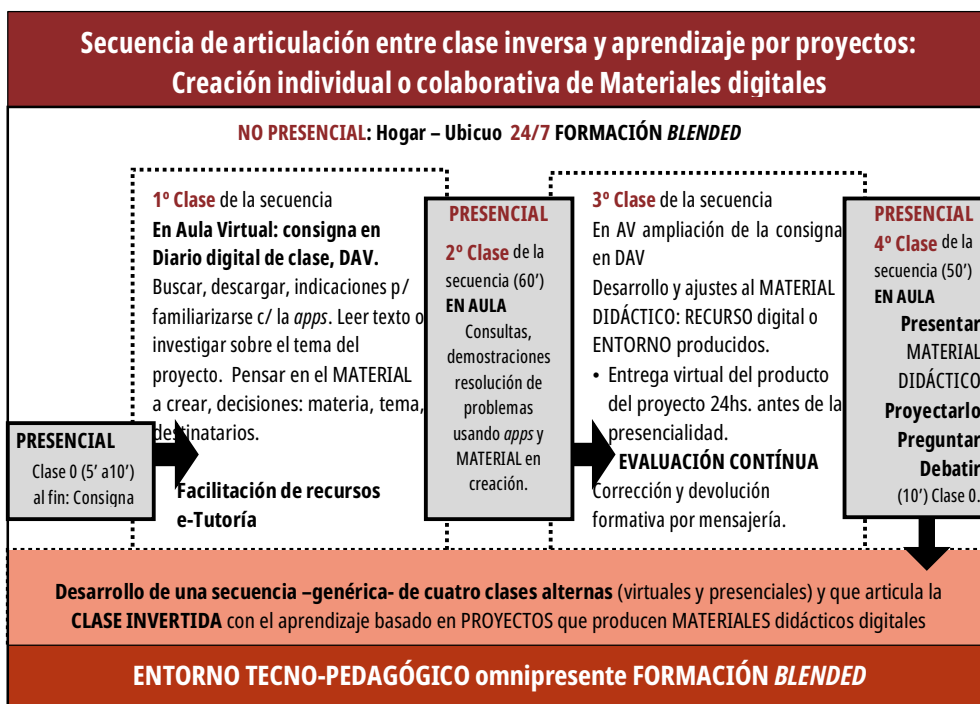 Secuencia de articulación entre clase inversa y aprendizaje por proyectos:
Creación individual o colaborativa de Materiales digitales
NO PRESENCIAL: Hogar – Ubicuo 24/7 FORMACIÓN BLENDED
PRESENCIAL
Clase 0 (5’ a10’)
al fin: Consigna
1º Clase de la secuencia
En Aula Virtual: consigna en
Diario digital de clase, DAV.
Buscar, descargar, indicaciones p/
familiarizarse c/ la apps. Leer texto o
investigar sobre el tema del
proyecto. Pensar en el MATERIAL
a crear, decisiones: materia, tema,
destinatarios.
Facilitación de recursos
e-Tutoría
PRESENCIAL
2º Clase de la
secuencia (60’)
EN AULA
Consultas,
demostraciones
resolución de
problemas
usando apps y
MATERIAL en
creación.
3º Clase de la secuencia
En AV ampliación de la consigna
en DAV
Desarrollo y ajustes al MATERIAL
DIDÁCTICO: RECURSO digital o
ENTORNO producidos.
• Entrega virtual del producto
del proyecto 24hs. antes de la
presencialidad.
EVALUACIÓN CONTÍNUA
Corrección y devolución
formativa por mensajería.
PRESENCIAL
4º Clase de la
secuencia (50’)
EN AULA
Presentar
MATERIAL
DIDÁCTICO
Proyectarlo
Preguntar
Debatir
(10’) Clase 0.
Desarrollo de una secuencia –genérica- de cuatro clases alternas (virtuales y presenciales) y que articula la
CLASE INVERTIDA con el aprendizaje basado en PROYECTOS que producen MATERIALES didácticos digitales
ENTORNO TECNO-PEDAGÓGICO omnipresente FORMACIÓN BLENDED